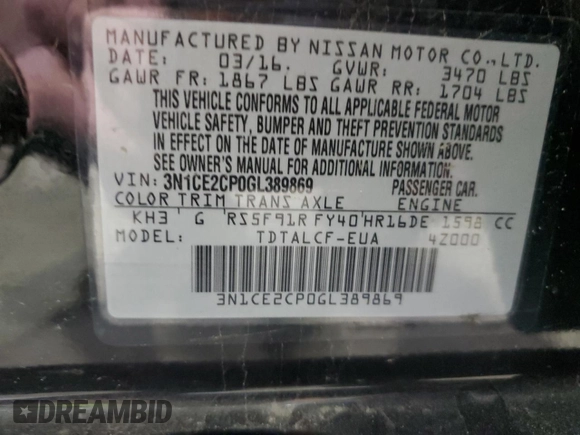 MANUFACTURED BY NISSAN MOTOR CO.,LTD.
DATE: 03/16. GVWR: 3470 LBS
GAWR FR: 1867 LBS GAWR RR: 1704 LBS
THIS VEHICLE CONFORMS TO ALL APPLICABLE FEDERAL MOTOR
VEHICLE SAFETY, BUMPER AND THEFT PREVENTION STANDARDS
IN EFFECT ON THE DATE OF MANUFACTURE SHOWN ABOVE.
SEE OWNER'S MANUAL FOR ADDITIONAL INFORMATION.
VIN: 3N1CE2CP0GL389869 PASSENGER CAR.
COLOR TRIM TRANS AXLE ENGINE
KH3 G RS5F91R FY40 HR16DE 1598 CC
MODEL: TDTALCF-EUA 4Z000
3N1CE2CP0GL389869
DREAMBID